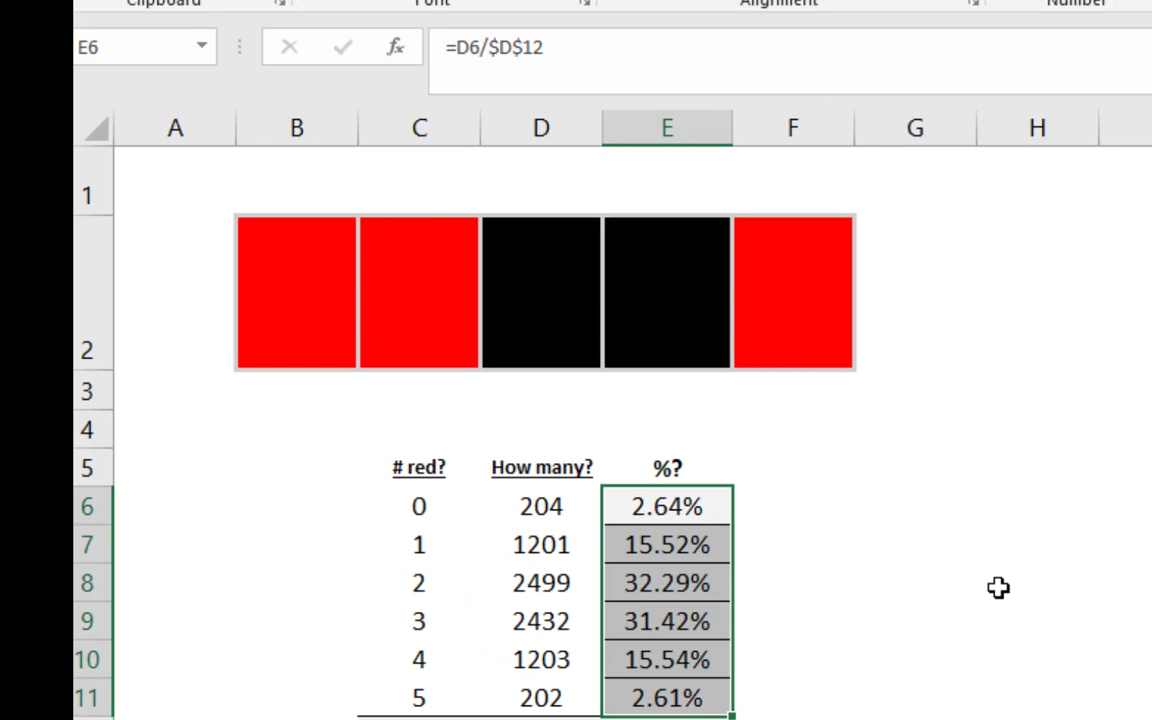 Clipboard Font Alignment Number
E6 fx =D6/$D$12
A B C D E F G H
1
2
3
4
5 # red? How many? %?
6 0 204 2.64%
7 1 1201 15.52%
8 2 2499 32.29%
9 3 2432 31.42%
10 4 1203 15.54%
11 5 202 2.61%